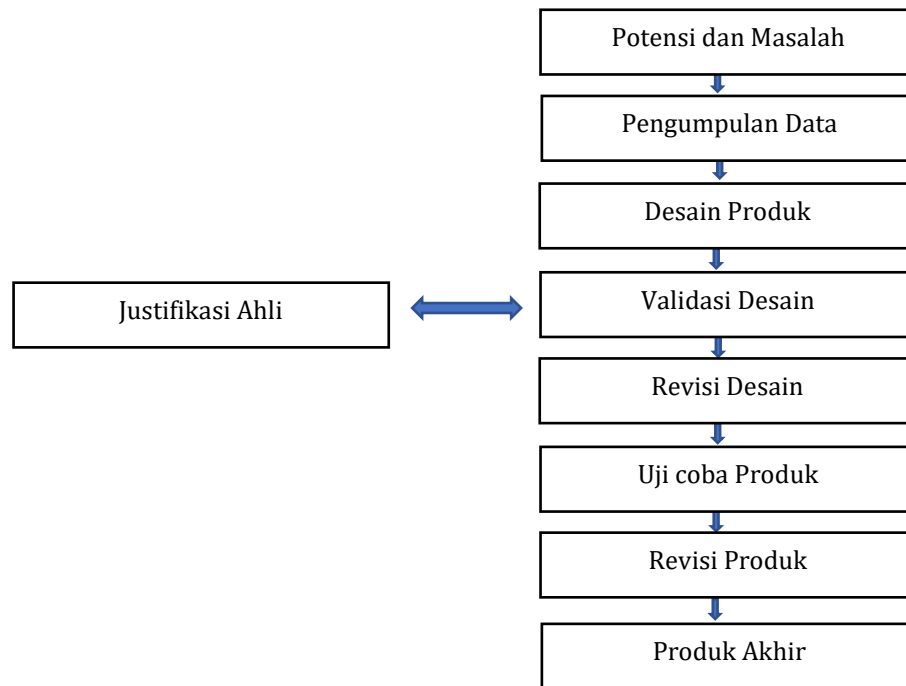 Potensi dan Masalah
Pengumpulan Data
Desain Produk
Justifikasi Ahli
Validasi Desain
Revisi Desain
Uji coba Produk
Revisi Produk
Produk Akhir